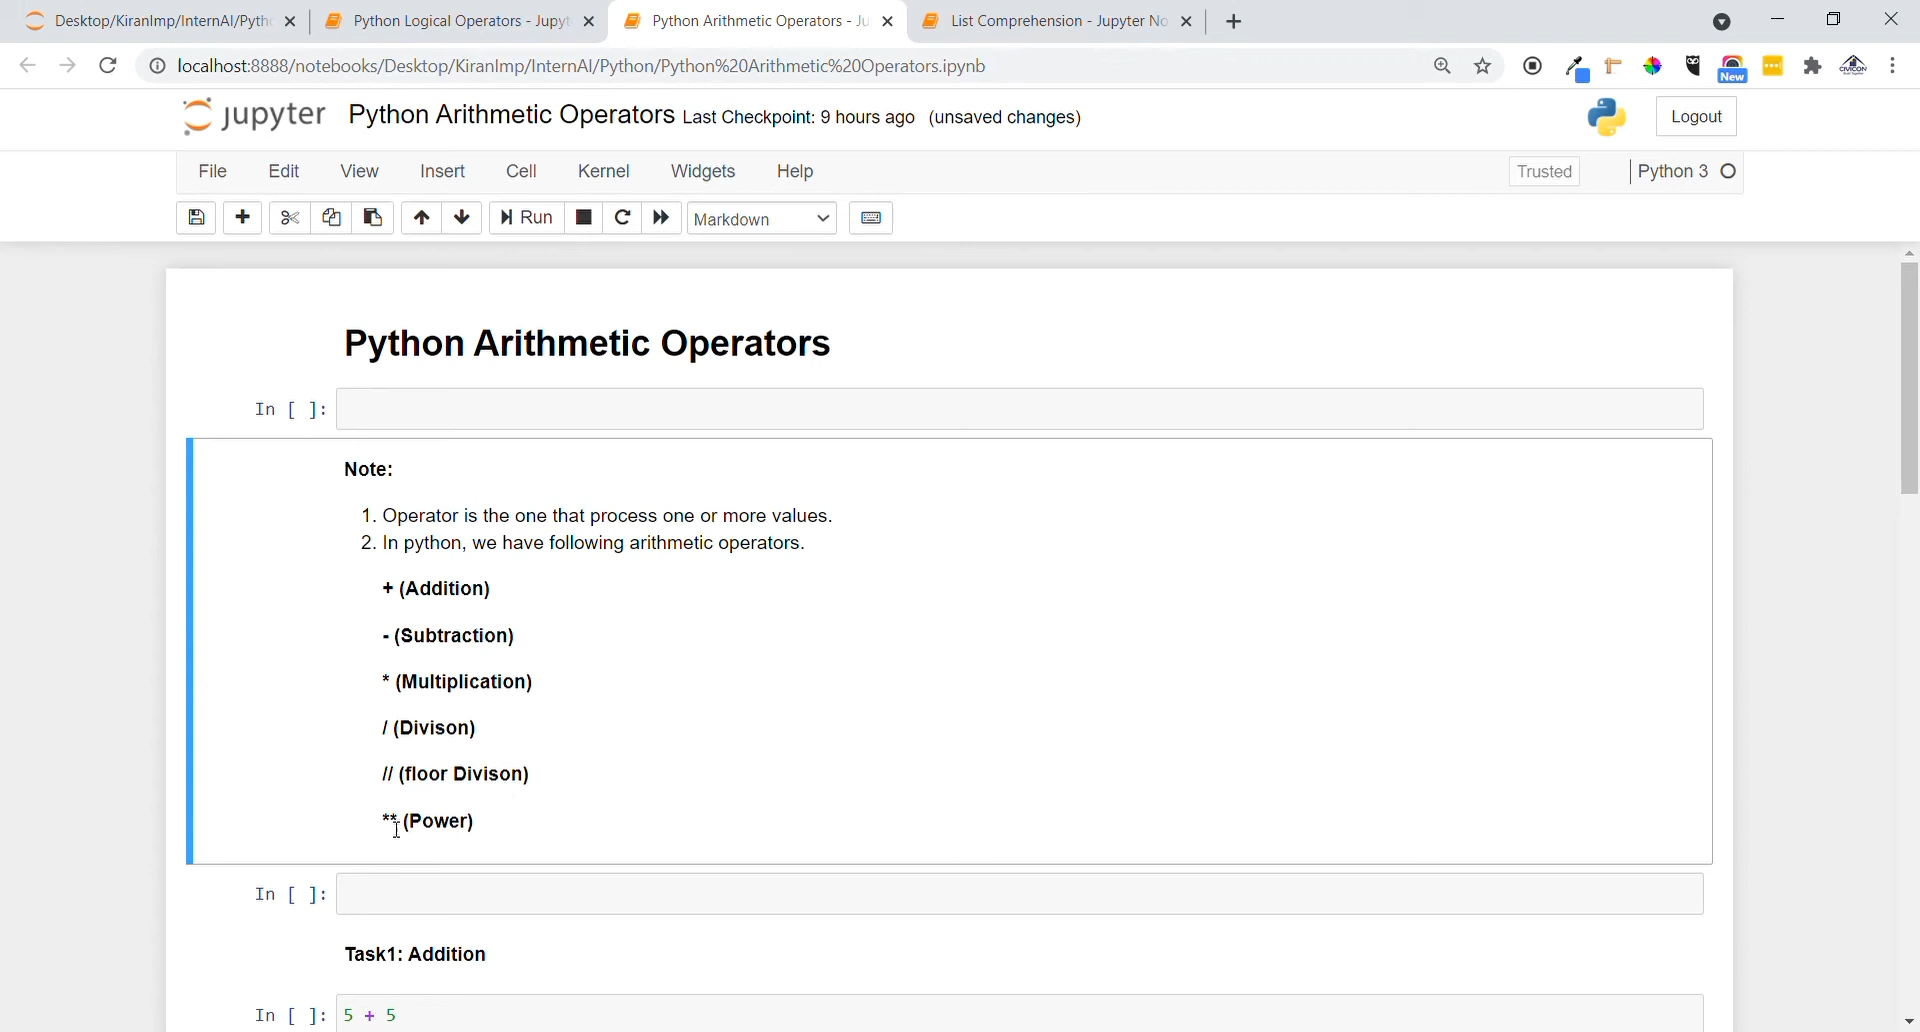 Desktop/KiranImp/InternAI/Pyth
Python Logical Operators - Jupyt
Python Arithmetic Operators - Ju
List Comprehension - Jupyter No
localhost:8888/notebooks/Desktop/KiranImp/InternAI/Python/Python%20Arithmetic%20Operators.ipynb
New
CIVICON
jupyter Python Arithmetic Operators Last Checkpoint: 9 hours ago (unsaved changes)
Logout
File Edit View Insert Cell Kernel Widgets Help
Trusted
Python 3
Run
Markdown
Python Arithmetic Operators
In [ ]:
Note:
1. Operator is the one that process one or more values.
2. In python, we have following arithmetic operators.
+ (Addition)
- (Subtraction)
* (Multiplication)
/ (Divison)
// (floor Divison)
** (Power)
In [ ]:
Task1: Addition
In [ ]: 5 + 5